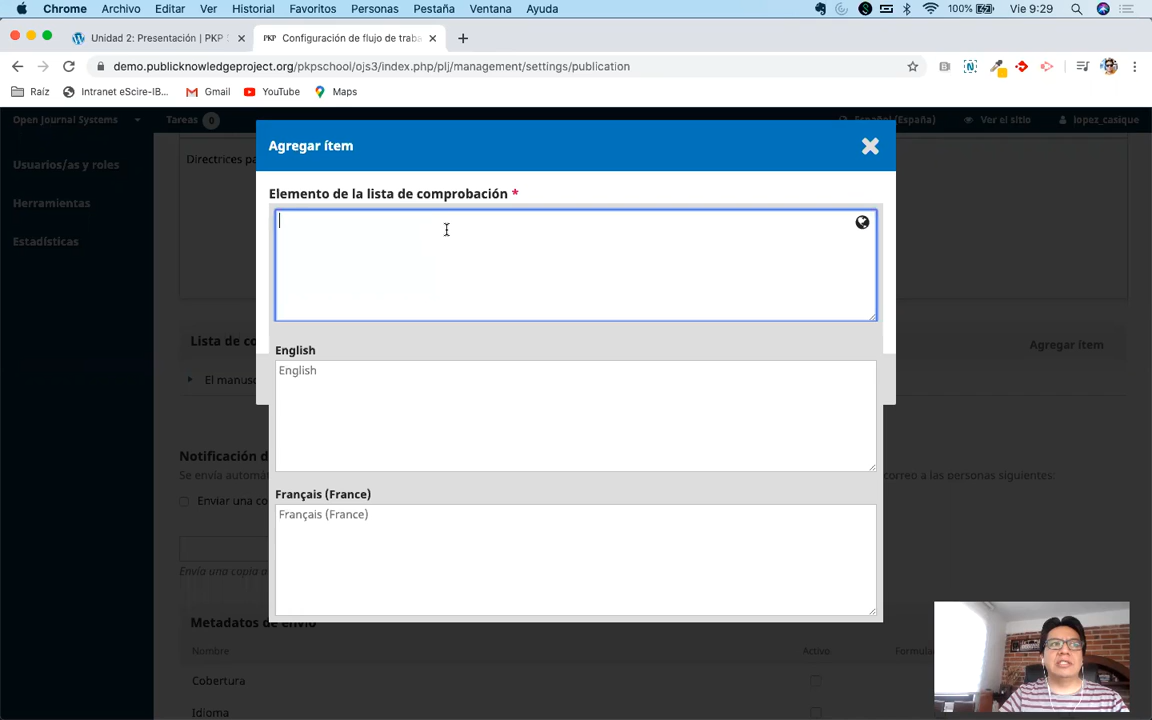 Chrome Archivo Editar Ver Historial Favoritos Personas Pestaña Ventana Ayuda 100% Vie 9:29
Unidad 2: Presentación | PKP Configuración de flujo de traba
demo.publicknowledgeproject.org/pkpschool/ojs3/index.php/plj/management/settings/publication
Raíz Intranet eScire-IB... Gmail YouTube Maps
Open Journal Systems Tareas 0 Español (España) Ver el sitio lopez_casique
Agregar ítem
Directrices pa
Usuarios/as y roles
Elemento de la lista de comprobación *
Herramientas
Estadísticas
Lista de co Agregar ítem
English
English
El manus
Notificación d
Se envía automá correo a las personas siguientes:
Français (France)
Enviar una co
Français (France)
Envía una copia a
Metadatos de envío
Nombre Activo Formula
Cobertura
Idioma